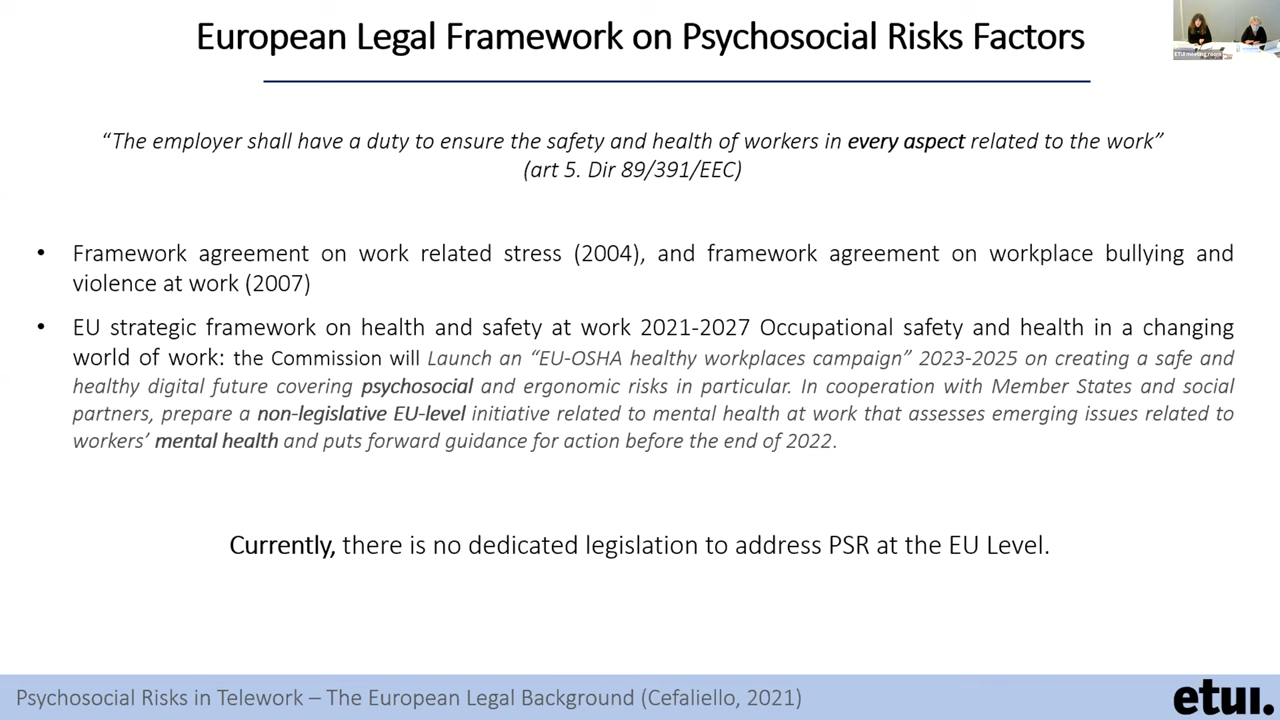 European Legal Framework on Psychosocial Risks Factors
ETUI meeting room
“The employer shall have a duty to ensure the safety and health of workers in every aspect related to the work”
(art 5. Dir 89/391/EEC)
• Framework agreement on work related stress (2004), and framework agreement on workplace bullying and
violence at work (2007)
• EU strategic framework on health and safety at work 2021-2027 Occupational safety and health in a changing
world of work: the Commission will Launch an “EU-OSHA healthy workplaces campaign” 2023-2025 on creating a safe and
healthy digital future covering psychosocial and ergonomic risks in particular. In cooperation with Member States and social
partners, prepare a non-legislative EU-level initiative related to mental health at work that assesses emerging issues related to
workers’ mental health and puts forward guidance for action before the end of 2022.
Currently, there is no dedicated legislation to address PSR at the EU Level.
Psychosocial Risks in Telework – The European Legal Background (Cefaliello, 2021)
etui.